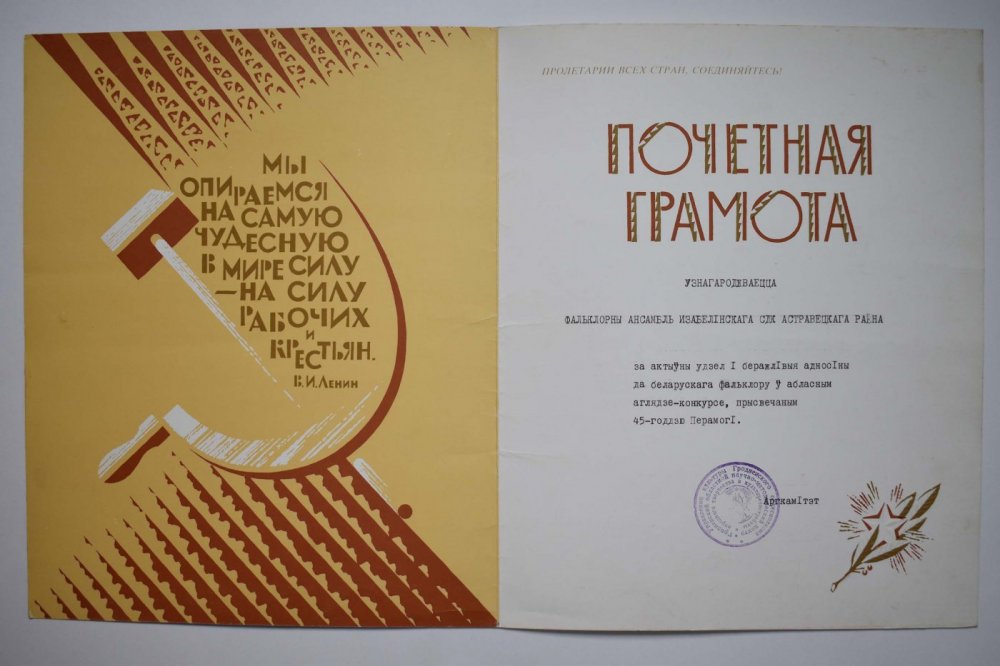 МЫ
ОПИРАЕМСЯ
НА САМУЮ
ЧУДЕСНУЮ
В МИРЕ СИЛУ
— НА СИЛУ
РАБОЧИХ
И
КРЕСТЬЯН.
В.И.ЛЕНИН
ПРОЛЕТАРИИ ВСЕХ СТРАН, СОЕДИНЯЙТЕСЬ!
ПОЧЕТНАЯ
ГРАМОТА
УЗНАГАРОДЖВАЕЦЦА
ФАЛЬКЛОРНЫ АНСАМБЛЬ ИЗАБЕЛІНСКАГА СДК АСТРАВЕЦКАГА РАЁНА
за актыўны удзел І беражлІвыя адносІны
да беларускага фальклору ў абласным
аглядзе-конкурсе, прысвечаным
45-годдзю ПерамогІ.
АргкамІтэт